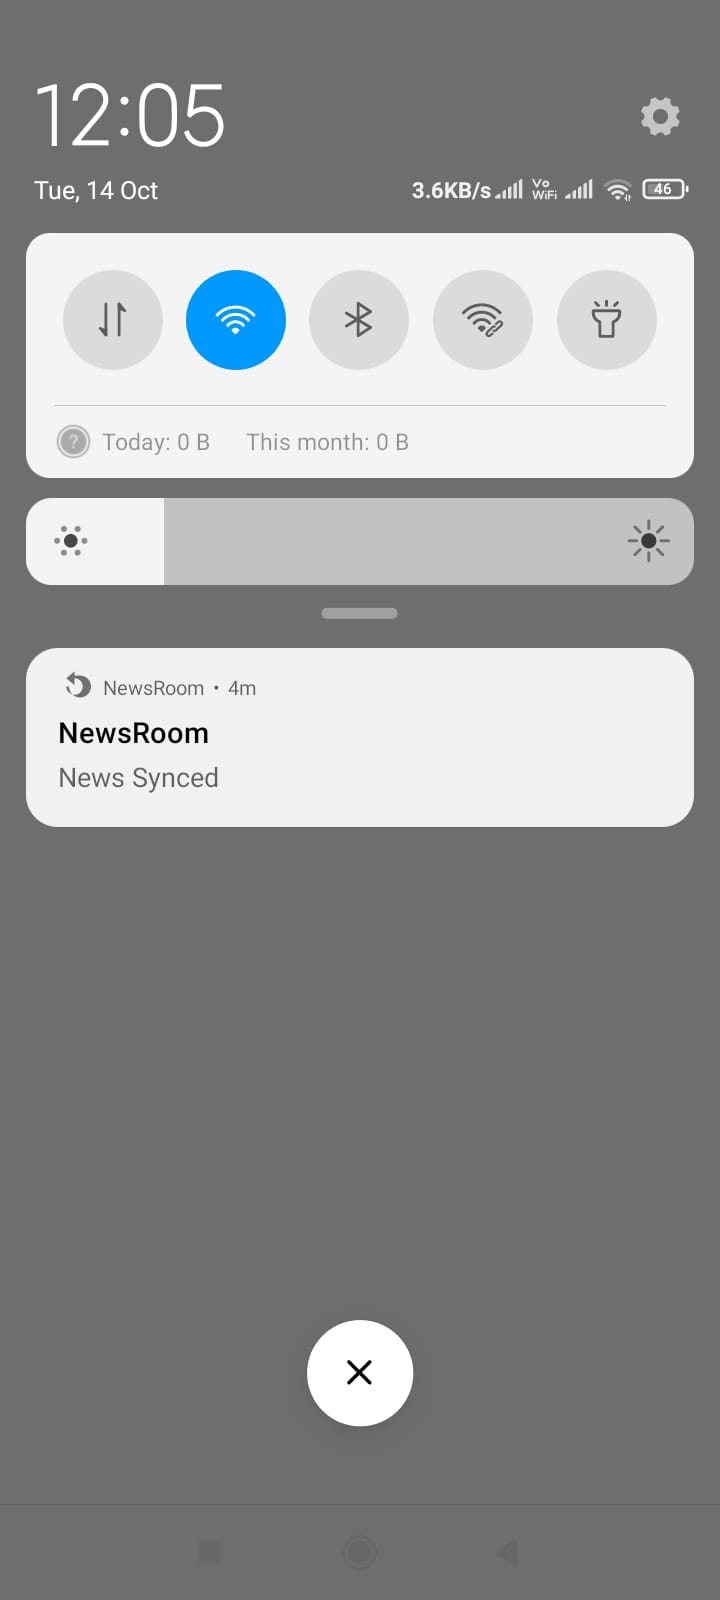 12:05
Tue, 14 Oct 3.6KB/s Vo WiFi 46
Today: 0 B This month: 0 B
NewsRoom • 4m
NewsRoom
News Synced